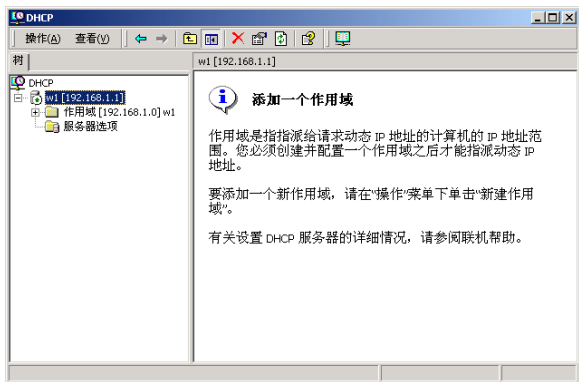 DHCP
操作(A) 查看(V)
树
w1 [192.168.1.1]
DHCP
w1 [192.168.1.1]
作用域 [192.168.1.0] w1
服务器选项
添加一个作用域
作用域是指指派给请求动态 IP 地址的计算机的 IP 地址范
围。您必须创建并配置一个作用域之后才能指派动态 IP
地址。
要添加一个新作用域，请在“操作”菜单下单击“新建作用
域”。
有关设置 DHCP 服务器的详细情况，请参阅联机帮助。